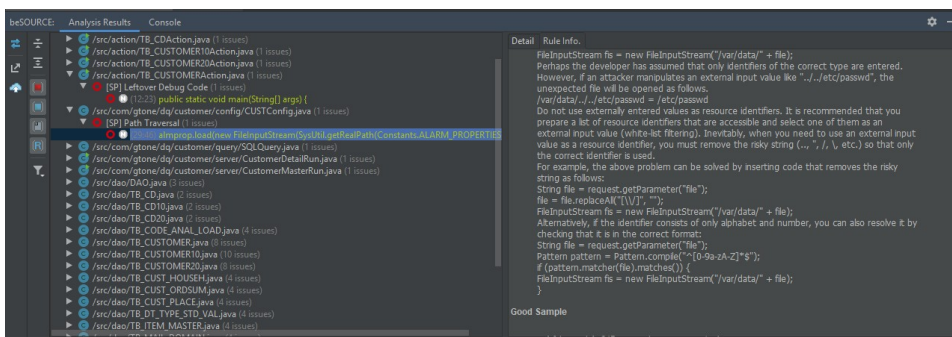 beSOURCE: Analysis Results Console
/src/action/TB_CDAction.java (1 issues)
/src/action/TB_CUSTOMER10Action.java (1 issues)
/src/action/TB_CUSTOMER20Action.java (1 issues)
/src/action/TB_CUSTOMERAction.java (1 issues)
[SP] Leftover Debug Code (1 issues)
(12:23) public static void main(String[] args) {
/src/com/gtone/dq/customer/config/CUSTConfig.java (1 issues)
[SP] Path Traversal (1 issues)
almprop.load(new FileInputStream(SysUtil.getRealPath(Constants.ALARM_PROPERTIES
/src/com/gtone/dq/customer/query/SQLQuery.java (1 issues)
/src/com/gtone/dq/customer/server/CustomerDetailRun.java (1 issues)
/src/com/gtone/dq/customer/server/CustomerMasterRun.java (1 issues)
/src/dao/DAO.java (3 issues)
/src/dao/TB_CD.java (2 issues)
/src/dao/TB_CD10.java (2 issues)
/src/dao/TB_CD20.java (2 issues)
/src/dao/TB_CODE_ANAL_LOAD.java (4 issues)
/src/dao/TB_CUSTOMER.java (8 issues)
/src/dao/TB_CUSTOMER10.java (10 issues)
/src/dao/TB_CUSTOMER20.java (8 issues)
/src/dao/TB_CUST_HOUSEH.java (4 issues)
/src/dao/TB_CUST_ORDSUM.java (4 issues)
/src/dao/TB_CUST_PLACE.java (4 issues)
/src/dao/TB_DT_TYPE_STD_VAL.java (4 issues)
/src/dao/TB_ITEM_MASTER.java (4 issues)
Detail Rule Info.
FileInputStream fis = new FileInputStream("/var/data/" + file);
Perhaps the developer has assumed that only identifiers of the correct type are entered.
However, if an attacker manipulates an external input value like "../../etc/passwd", the
unexpected file will be opened as follows.
/var/data/../../etc/passwd = /etc/passwd
Do not use externally entered values as resource identifiers. It is recommended that you
prepare a list of resource identifiers that are accessible and select one of them as an
external input value (white-list filtering). Inevitably, when you need to use an external input
value as a resource identifier, you must remove the risky string (.., ", /, \, etc.) so that only
the correct identifier is used.
For example, the above problem can be solved by inserting code that removes the risky
string as follows:
String file = request.getParameter("file");
file = file.replaceAll("[\\/]", "");
FileInputStream fis = new FileInputStream("/var/data/" + file);
Alternatively, if the identifier consists of only alphabet and number, you can also resolve it by
checking that it is in the correct format:
String file = request.getParameter("file");
Pattern pattern = Pattern.compile("^[0-9a-zA-Z]*$");
if (pattern.matcher(file).matches()) {
FileInputStream fis = new FileInputStream("/var/data/" + file);
}
Good Sample